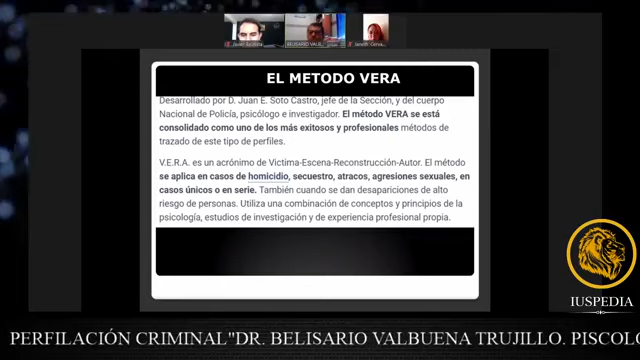 BELISARIO VALB...
EL METODO VERA
Desarrollado por D. Juan E. Soto Castro, jefe de la Sección, y del cuerpo
Nacional de Policía, psicólogo e investigador. El método VERA se está
consolidado como uno de los más exitosos y profesionales métodos de
trazado de este tipo de perfiles.
V.E.R.A. es un acrónimo de Victima-Escena-Reconstrucción-Autor. El método
se aplica en casos de homicidio, secuestro, atracos, agresiones sexuales, en
casos únicos o en serie. También cuando se dan desapariciones de alto
riesgo de personas. Utiliza una combinación de conceptos y principios de la
psicología, estudios de investigación y de experiencia profesional propia.
IUSPEDIA
PERFILACIÓN CRIMINAL"DR. BELISARIO VALBUENA TRUJILLO. PISCOLO